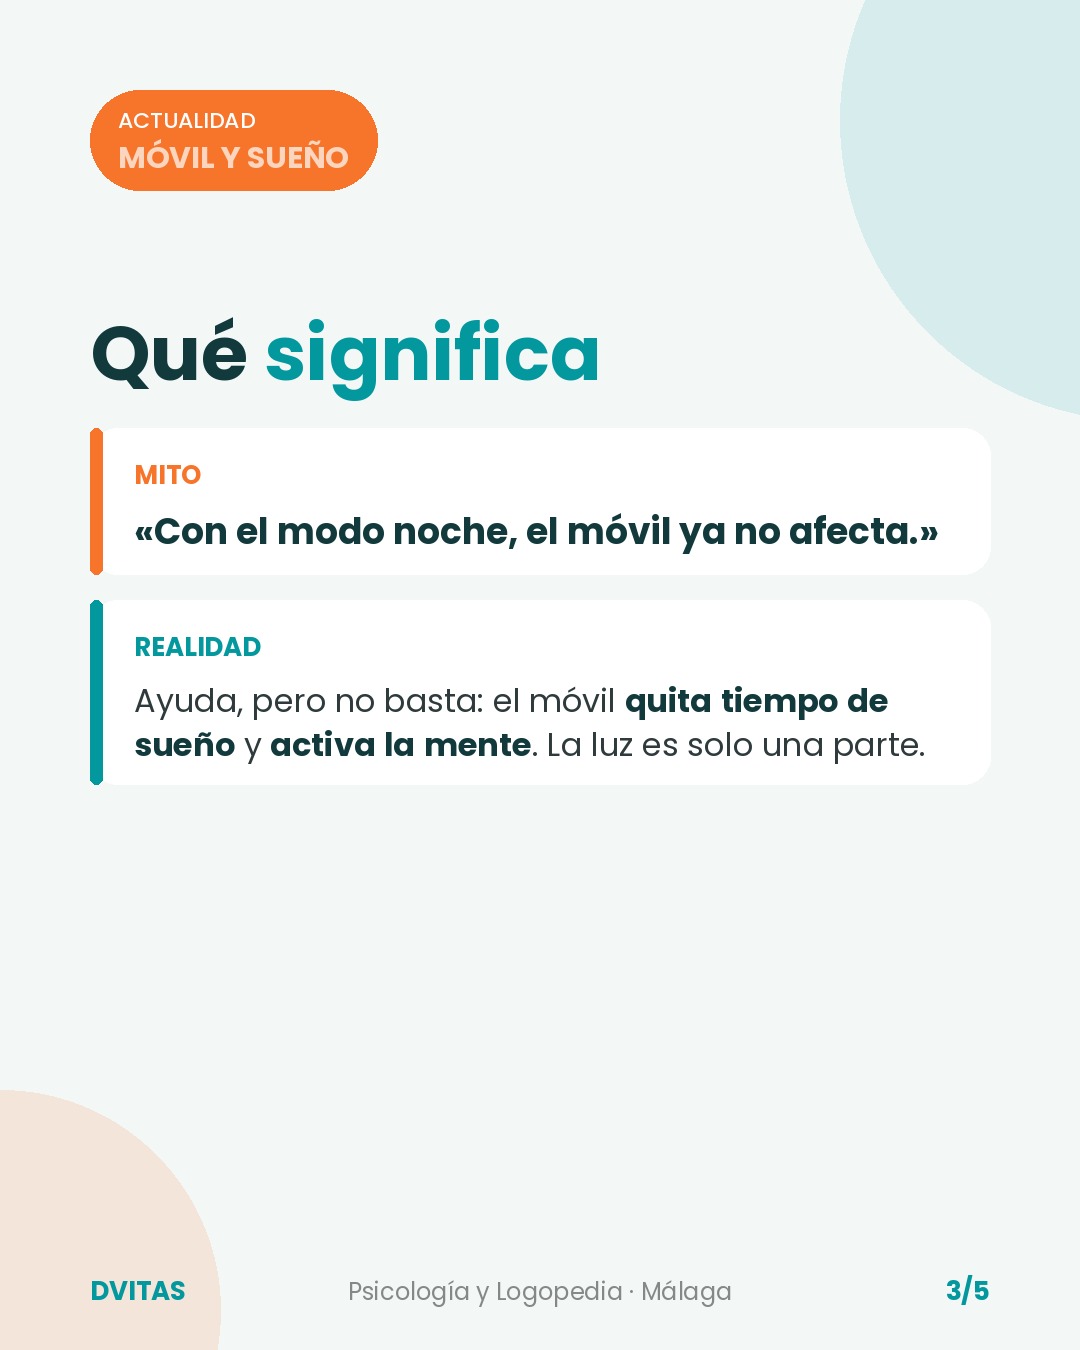 ACTUALIDAD
MÓVIL Y SUEÑO
Qué significa
MITO
«Con el modo noche, el móvil ya no afecta.»
REALIDAD
Ayuda, pero no basta: el móvil quita tiempo de
sueño y activa la mente. La luz es solo una parte.
DVITAS
Psicología y Logopedia · Málaga
3/5